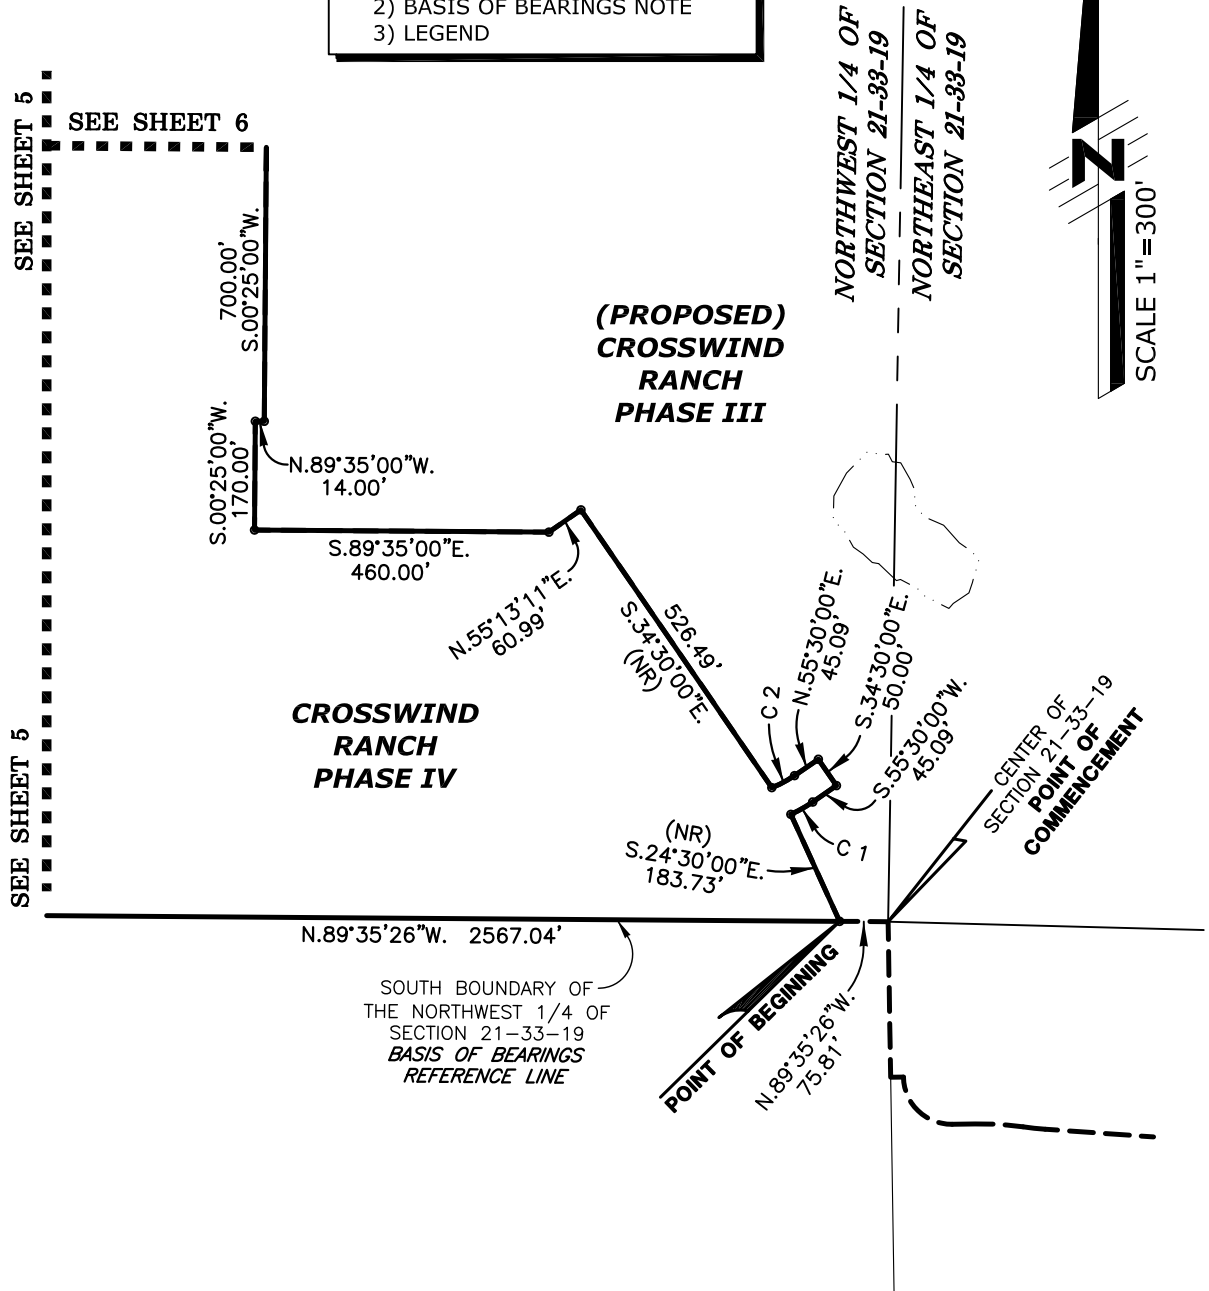 2) BASIS OF BEARINGS NOTE
3) LEGEND
SEE SHEET 5
SEE SHEET 6
NORTHWEST 1/4 OF
SECTION 21-33-19
NORTHEAST 1/4 OF
SECTION 21-33-19
N
SCALE 1"=300'
700.00'
S.00°25'00"W.
(PROPOSED)
CROSSWIND
RANCH
PHASE III
S.00°25'00"W.
170.00'
N.89°35'00"W.
14.00'
S.89°35'00"E.
460.00'
N.55°13'11"E.
60.99'
526.49'
S.34°30'00"E.
(NR)
C 2
N.55°30'00"E.
45.09'
S.34°30'00"E.
50.00'
S.55°30'00"W.
45.09'
CENTER OF
SECTION 21-33-19
POINT OF
COMMENCEMENT
CROSSWIND
RANCH
PHASE IV
SEE SHEET 5
(NR)
S.24°30'00"E.
183.73'
C 1
N.89°35'26"W. 2567.04'
SOUTH BOUNDARY OF
THE NORTHWEST 1/4 OF
SECTION 21-33-19
BASIS OF BEARINGS
REFERENCE LINE
POINT OF BEGINNING
N.89°35'26"W.
75.81'